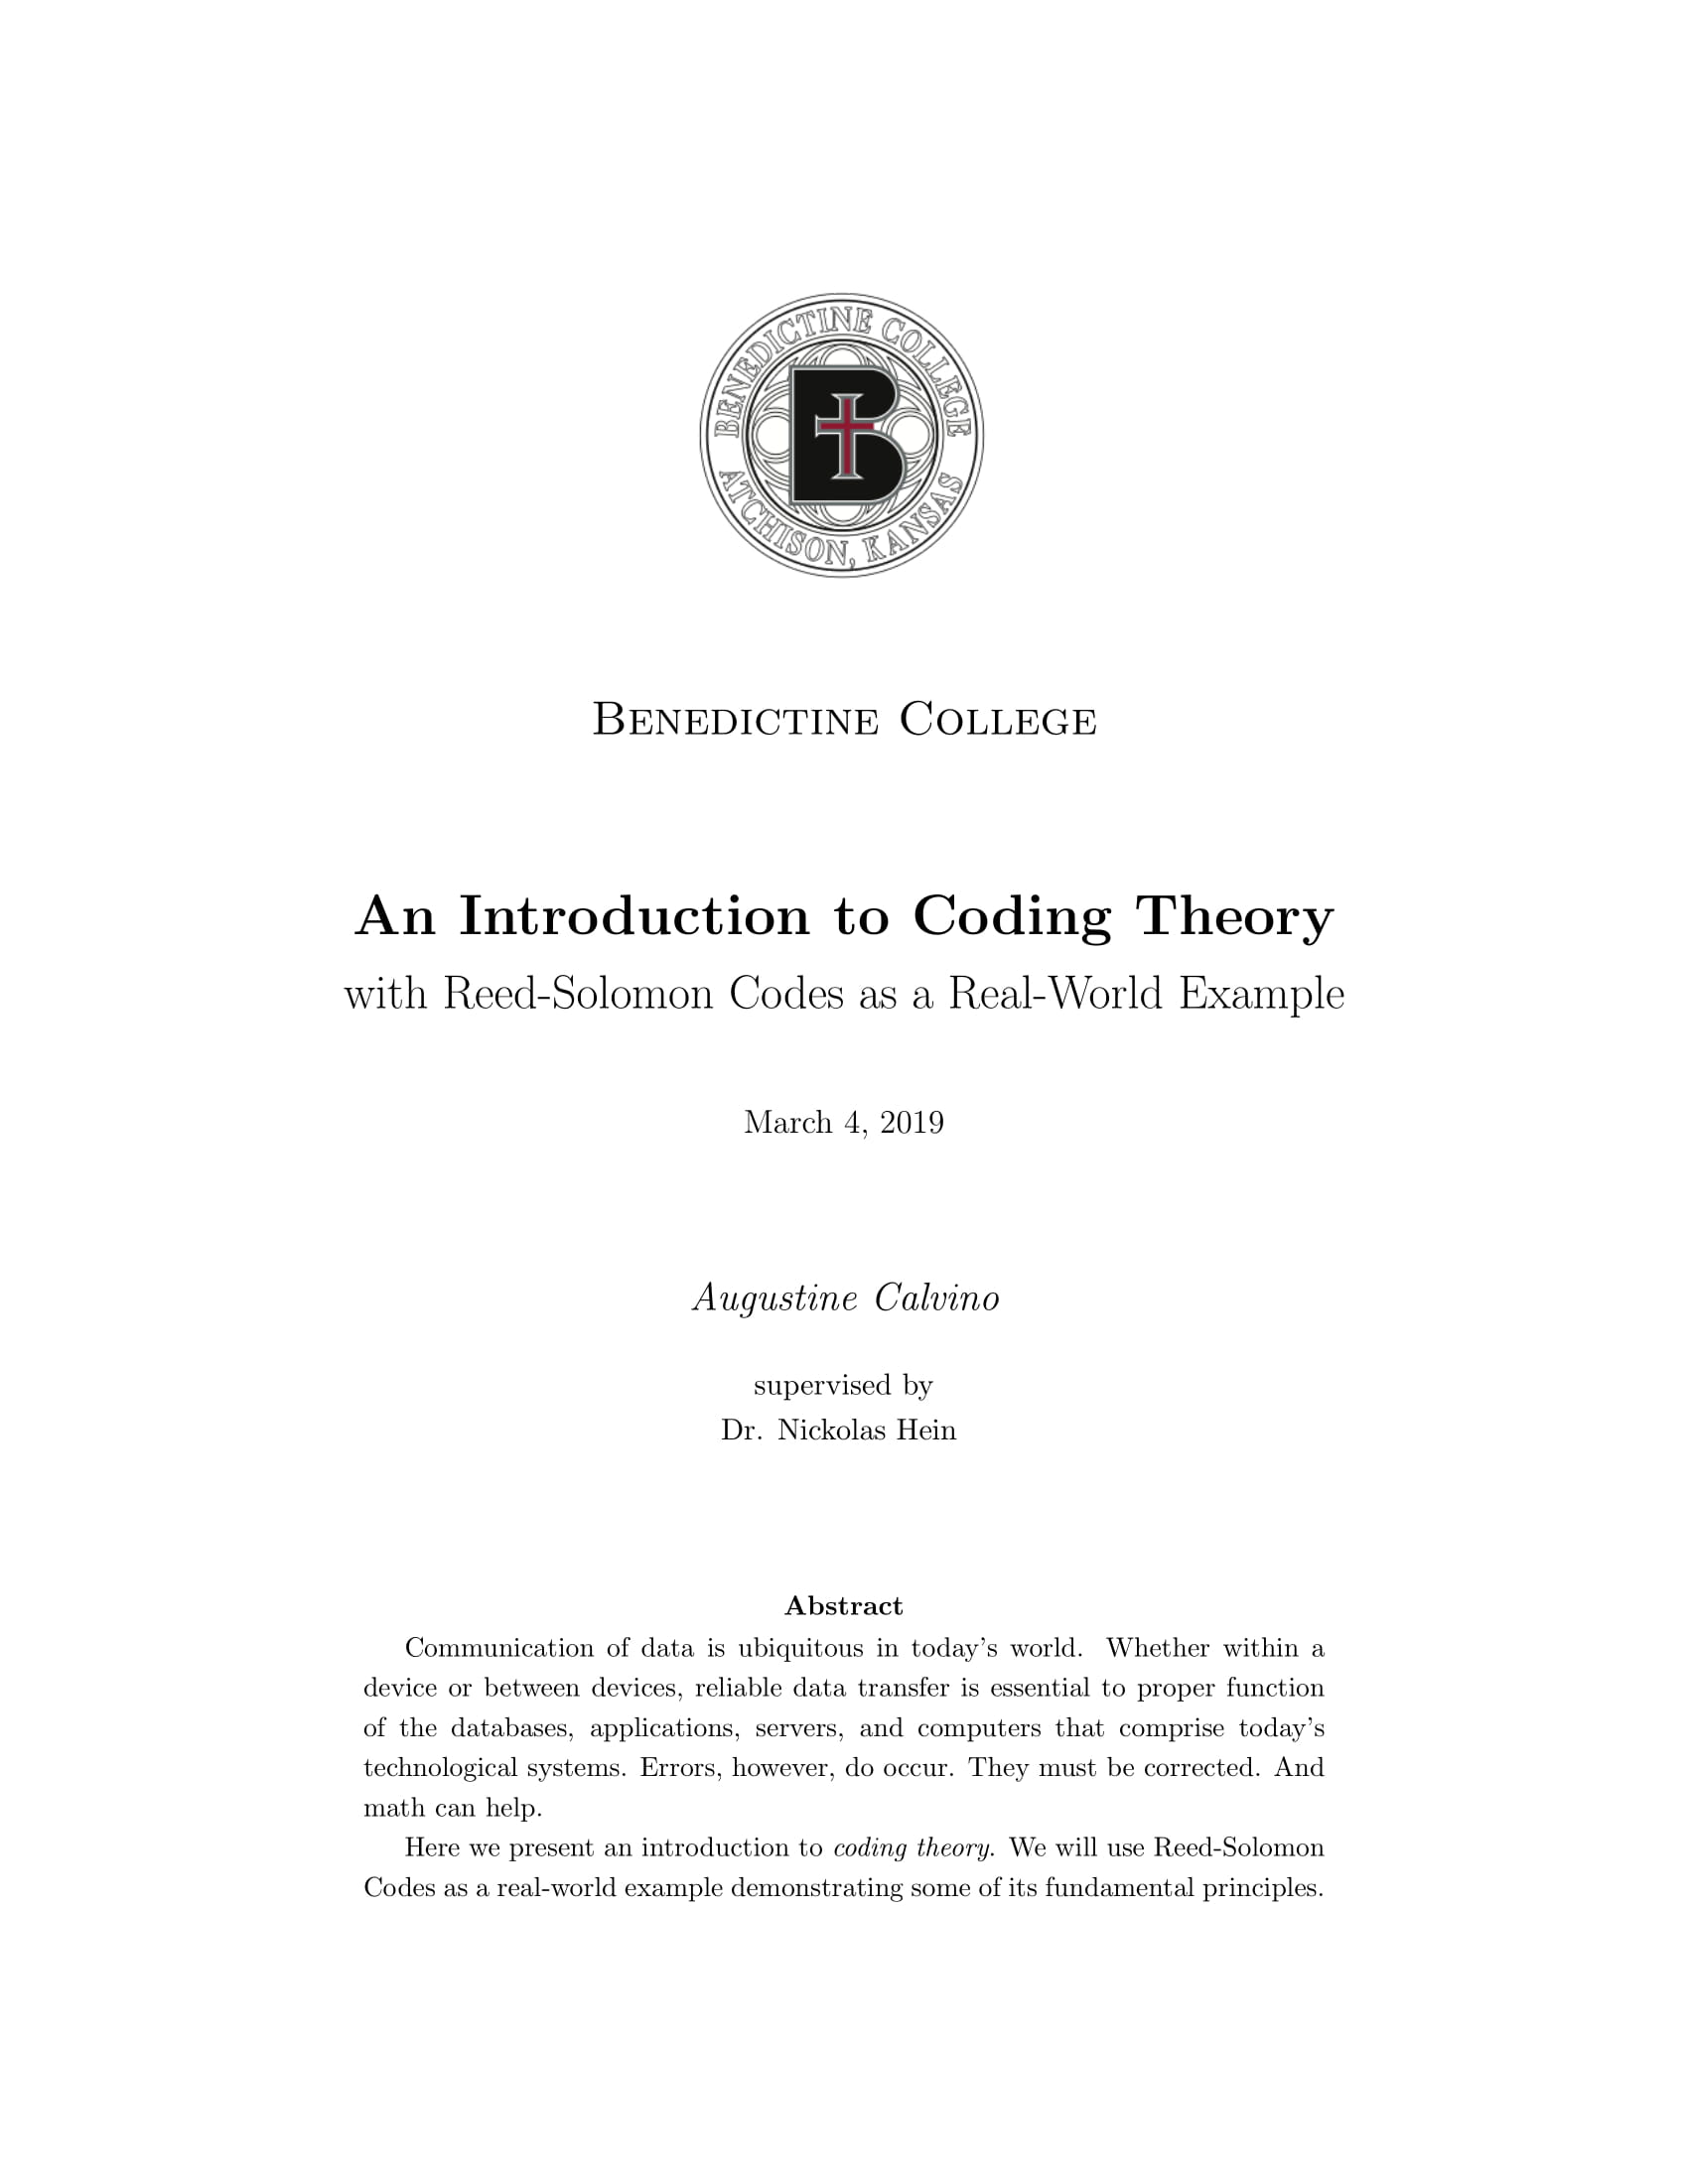 BENEDICTINE COLLEGE
ATCHISON, KANSAS
B
Benedictine College
An Introduction to Coding Theory
with Reed-Solomon Codes as a Real-World Example
March 4, 2019
Augustine Calvino
supervised by
Dr. Nickolas Hein
Abstract
Communication of data is ubiquitous in today's world. Whether within a
device or between devices, reliable data transfer is essential to proper function
of the databases, applications, servers, and computers that comprise today's
technological systems. Errors, however, do occur. They must be corrected. And
math can help.
Here we present an introduction to coding theory. We will use Reed-Solomon
Codes as a real-world example demonstrating some of its fundamental principles.